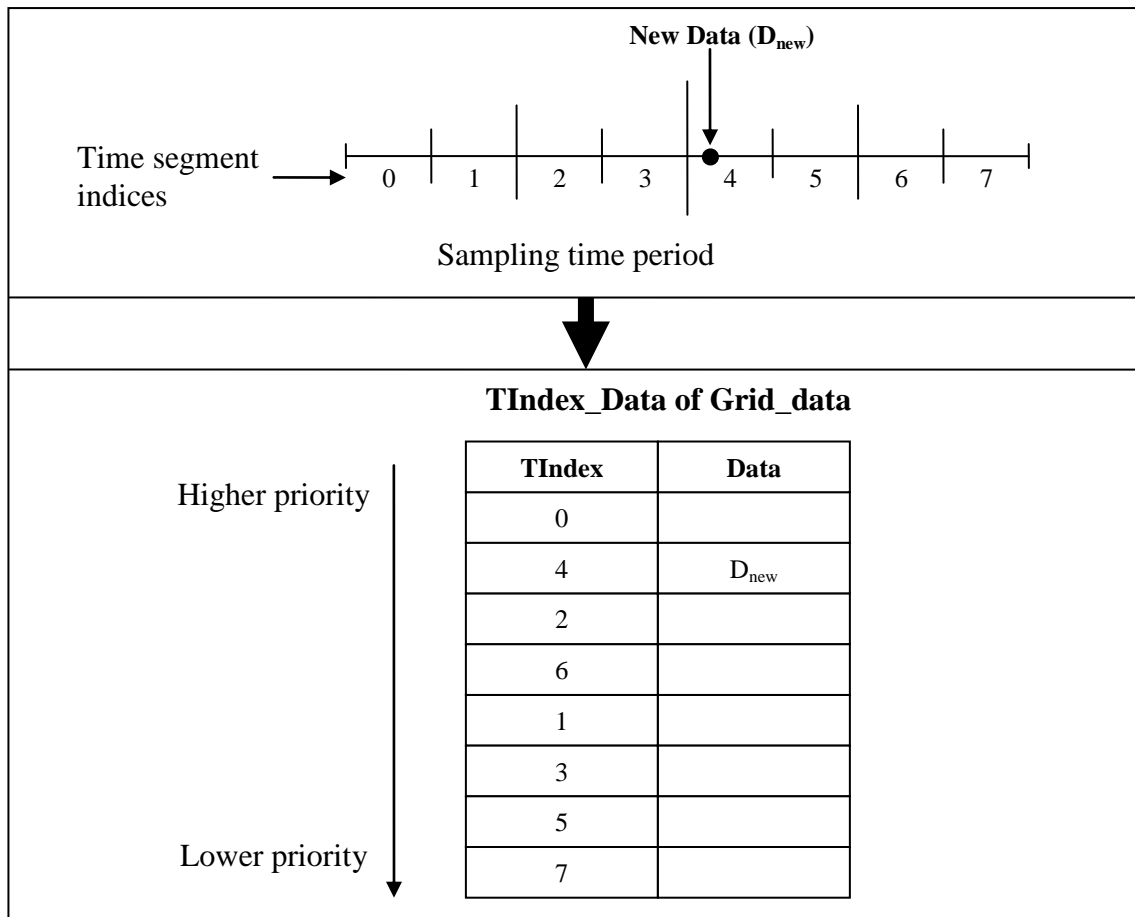 New Data (Dnew)
Time segment
indices
0 1 2 3 4 5 6 7
Sampling time period
TIndex_Data of Grid_data
Higher priority
TIndex Data
0
4 Dnew
2
6
1
3
5
7
Lower priority